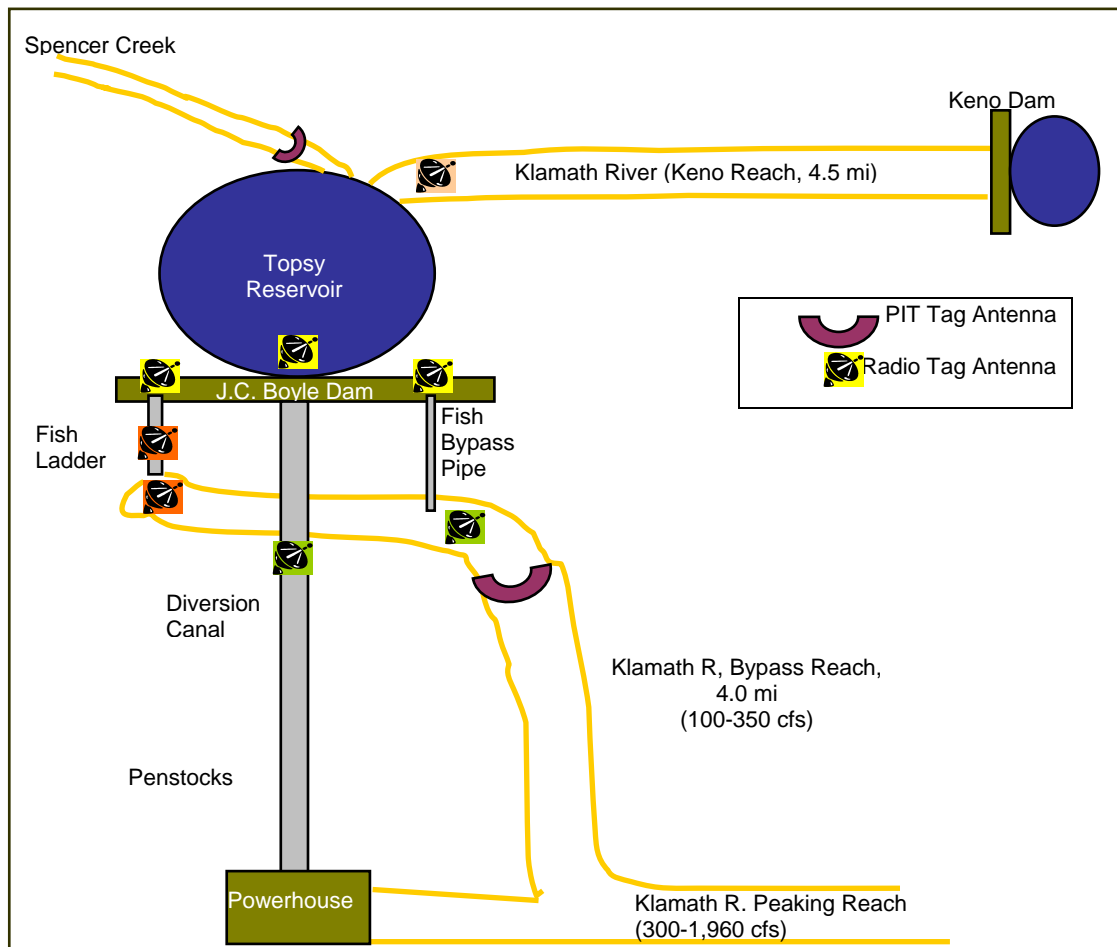 Spencer Creek
Keno Dam
Klamath River (Keno Reach, 4.5 mi)
Topsy
Reservoir
PIT Tag Antenna
Radio Tag Antenna
J.C. Boyle Dam
Fish
Ladder
Fish
Bypass
Pipe
Diversion
Canal
Klamath R, Bypass Reach,
4.0 mi
(100-350 cfs)
Penstocks
Powerhouse
Klamath R. Peaking Reach
(300-1,960 cfs)